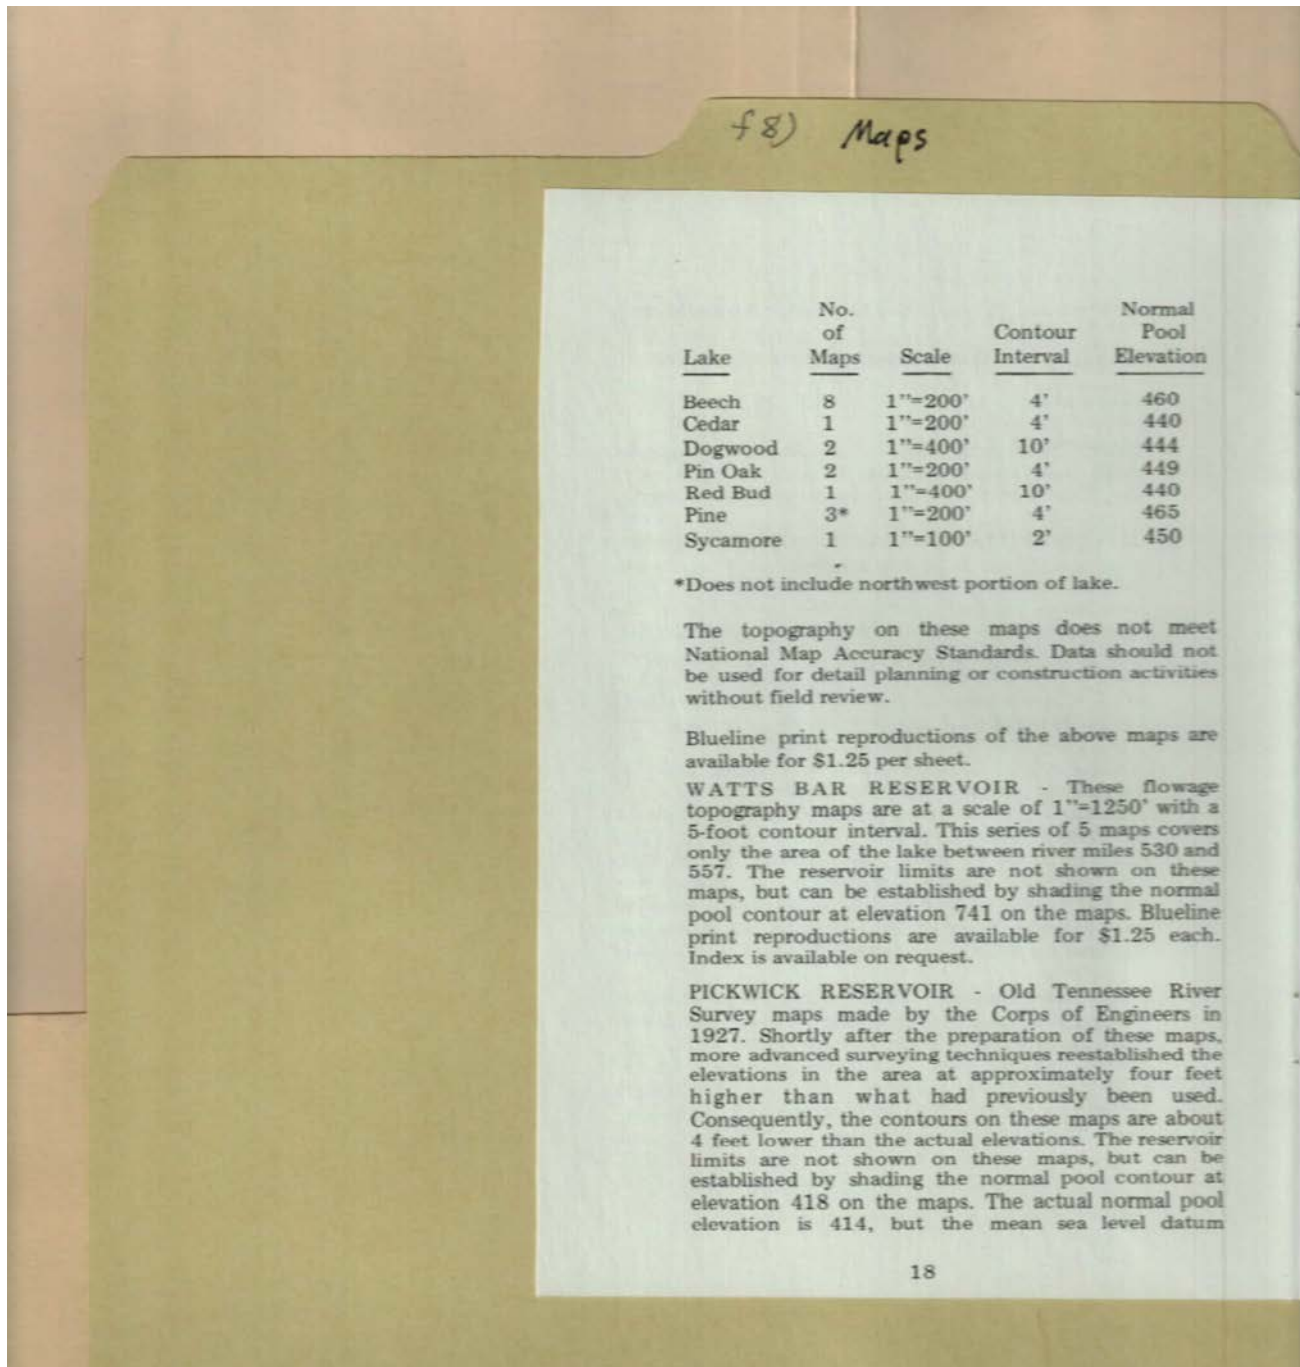 f8) Maps
No. Normal
of Contour Pool
Lake Maps Scale Interval Elevation
Beech 8 1"=200' 4' 460
Cedar 1 1"=200' 4' 440
Dogwood 2 1"=400' 10' 444
Pin Oak 2 1"=200' 4' 449
Red Bud 1 1"=400' 10' 440
Pine 3* 1"=200' 4' 465
Sycamore 1 1"=100' 2' 450
*Does not include northwest portion of lake.
The topography on these maps does not meet
National Map Accuracy Standards. Data should not
be used for detail planning or construction activities
without field review.
Blueline print reproductions of the above maps are
available for $1.25 per sheet.
WATTS BAR RESERVOIR - These flowage
topography maps are at a scale of 1"=1250' with a
5-foot contour interval. This series of 5 maps covers
only the area of the lake between river miles 530 and
557. The reservoir limits are not shown on these
maps, but can be established by shading the normal
pool contour at elevation 741 on the maps. Blueline
print reproductions are available for $1.25 each.
Index is available on request.
PICKWICK RESERVOIR - Old Tennessee River
Survey maps made by the Corps of Engineers in
1927. Shortly after the preparation of these maps,
more advanced surveying techniques reestablished the
elevations in the area at approximately four feet
higher than what had previously been used.
Consequently, the contours on these maps are about
4 feet lower than the actual elevations. The reservoir
limits are not shown on these maps, but can be
established by shading the normal pool contour at
elevation 418 on the maps. The actual normal pool
elevation is 414, but the mean sea level datum
18